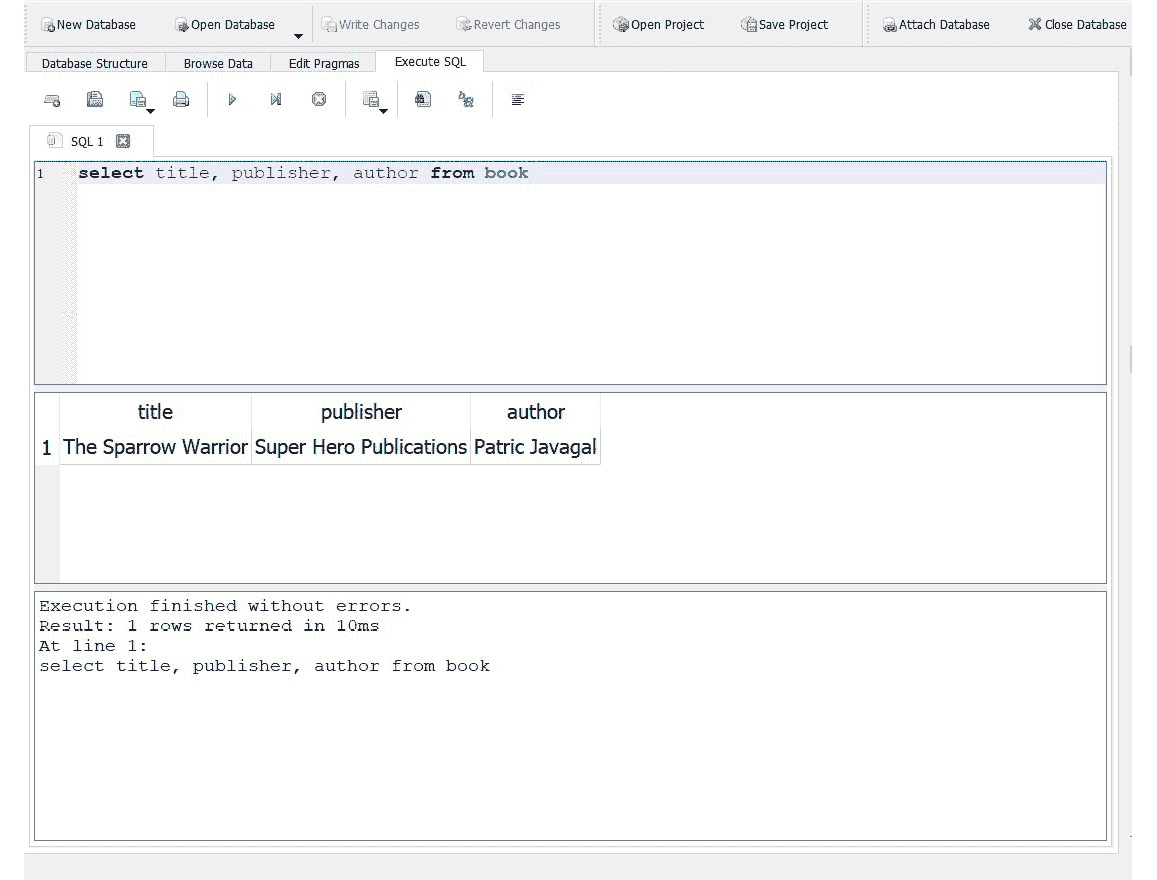 New Database Open Database Write Changes Revert Changes Open Project Save Project Attach Database Close Database
Database Structure Browse Data Edit Pragmas Execute SQL
SQL 1
1 select title, publisher, author from book
title publisher author
1 The Sparrow Warrior Super Hero Publications Patric Javagal
Execution finished without errors.
Result: 1 rows returned in 10ms
At line 1:
select title, publisher, author from book